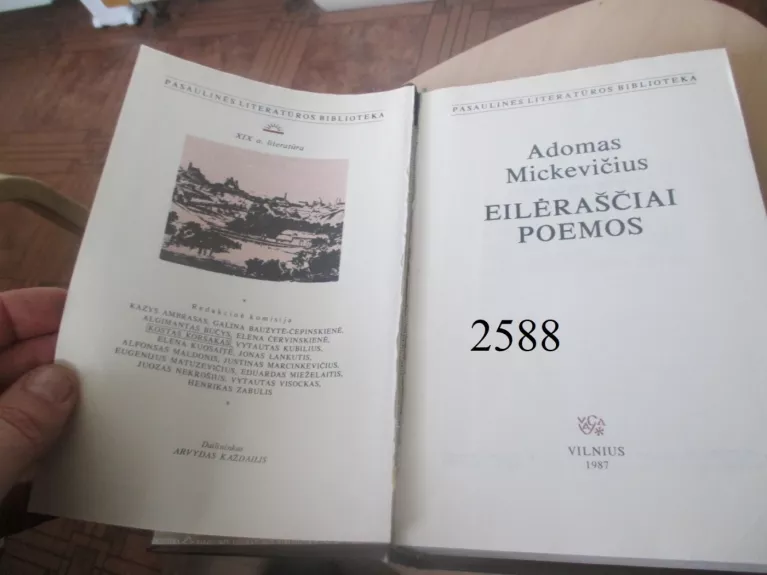 PASAULINĖS LITERATŪROS BIBLIOTEKA
XIX a. literatūra
Redakcinė komisija
KAZYS AMBRASAS, GALINA BAUŽYTĖ-ČEPINSKIENĖ,
ALGIMANTAS BUČYS, ELENA ČERVINSKIENĖ,
KOSTAS KORSAKAS, VYTAUTAS KUBILIUS,
ELENA KUOSAITĖ, JONAS LANKUTIS,
ALFONSAS MALDONIS, JUSTINAS MARCINKEVIČIUS,
EUGENIJUS MATUZEVIČIUS, EDUARDAS MIEŽELAITIS,
JUOZAS NEKROŠIUS, VYTAUTAS VISOCKAS,
HENRIKAS ZABULIS
Dailininkas
ARVYDAS KAŽDAILIS
PASAULINĖS LITERATŪROS BIBLIOTEKA
Adomas
Mickevičius
EILĖRAŠČIAI
POEMOS
2588
VILNIUS
1987